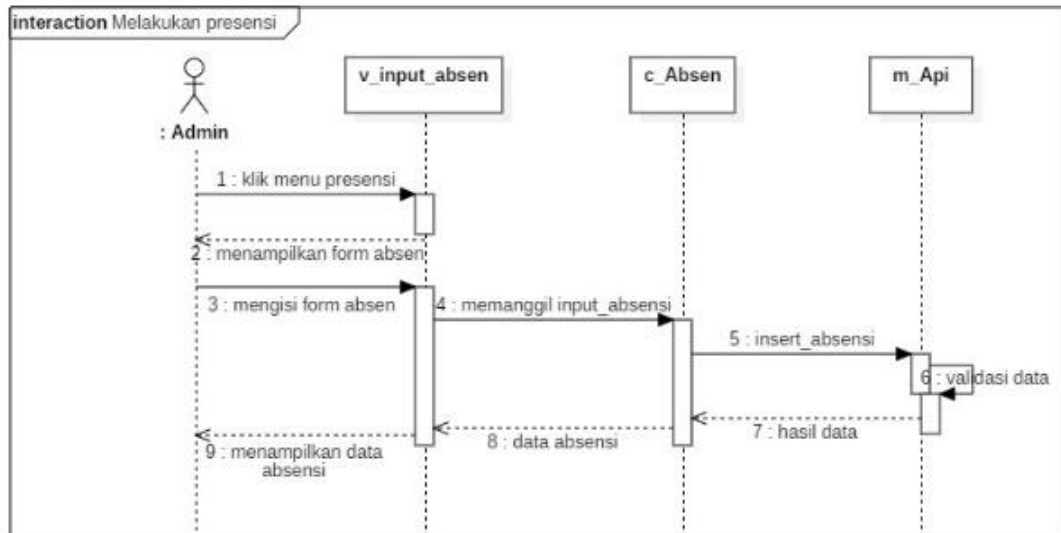 interaction Melakukan presensi
v_input_absen
c_Absen
m_Api
: Admin
1 : klik menu presensi
2 : menampilkan form absen
3 : mengisi form absen
4 : memanggil input_absensi
5 : insert_absensi
6 : validasi data
7 : hasil data
8 : data absensi
9 : menampilkan data
absensi